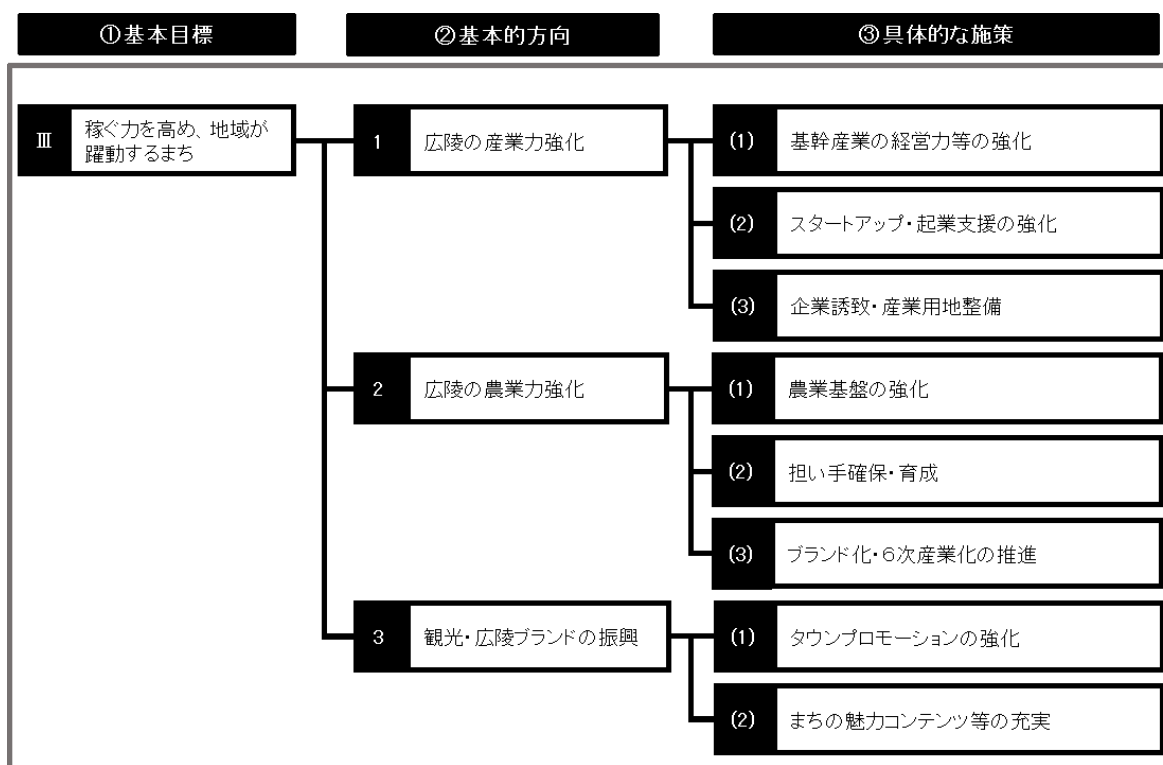 ①基本目標
②基本的方向
③具体的な施策
Ⅲ
稼ぐ力を高め、地域が
躍動するまち
1
広陵の産業力強化
(1)
基幹産業の経営力等の強化
(2)
スタートアップ・起業支援の強化
(3)
企業誘致・産業用地整備
2
広陵の農業力強化
(1)
農業基盤の強化
(2)
担い手確保・育成
(3)
ブランド化・6次産業化の推進
3
観光・広陵ブランドの振興
(1)
タウンプロモーションの強化
(2)
まちの魅力コンテンツ等の充実